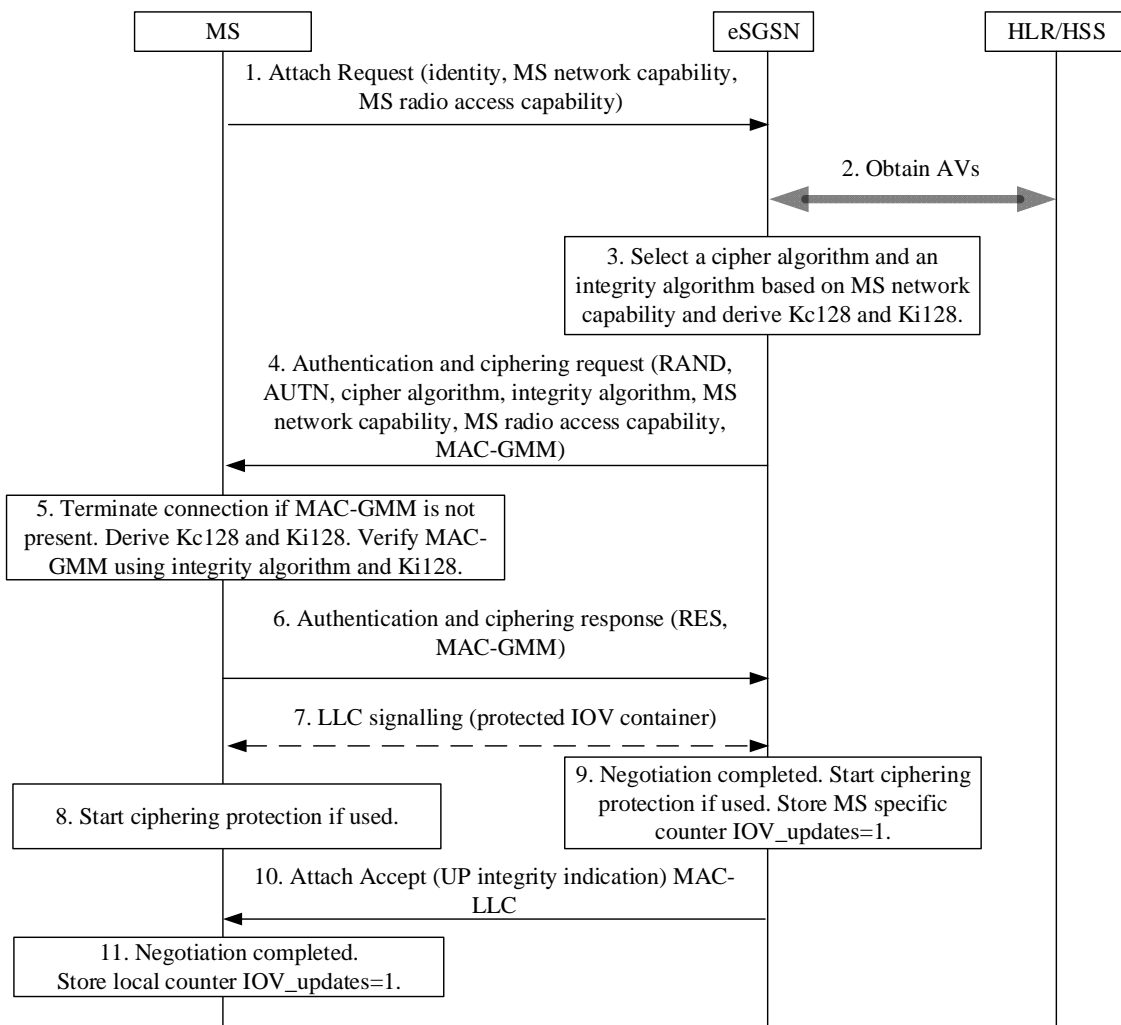 MS
eSGSN
HLR/HSS
1. Attach Request (identity, MS network capability,
MS radio access capability)
2. Obtain AVs
3. Select a cipher algorithm and an
integrity algorithm based on MS network
capability and derive Kc128 and Ki128.
4. Authentication and ciphering request (RAND,
AUTN, cipher algorithm, integrity algorithm, MS
network capability, MS radio access capability,
MAC-GMM)
5. Terminate connection if MAC-GMM is not
present. Derive Kc128 and Ki128. Verify MAC-
GMM using integrity algorithm and Ki128.
6. Authentication and ciphering response (RES,
MAC-GMM)
7. LLC signalling (protected IOV container)
8. Start ciphering protection if used.
9. Negotiation completed. Start ciphering
protection if used. Store MS specific
counter IOV_updates=1.
10. Attach Accept (UP integrity indication) MAC-
LLC
11. Negotiation completed.
Store local counter IOV_updates=1.